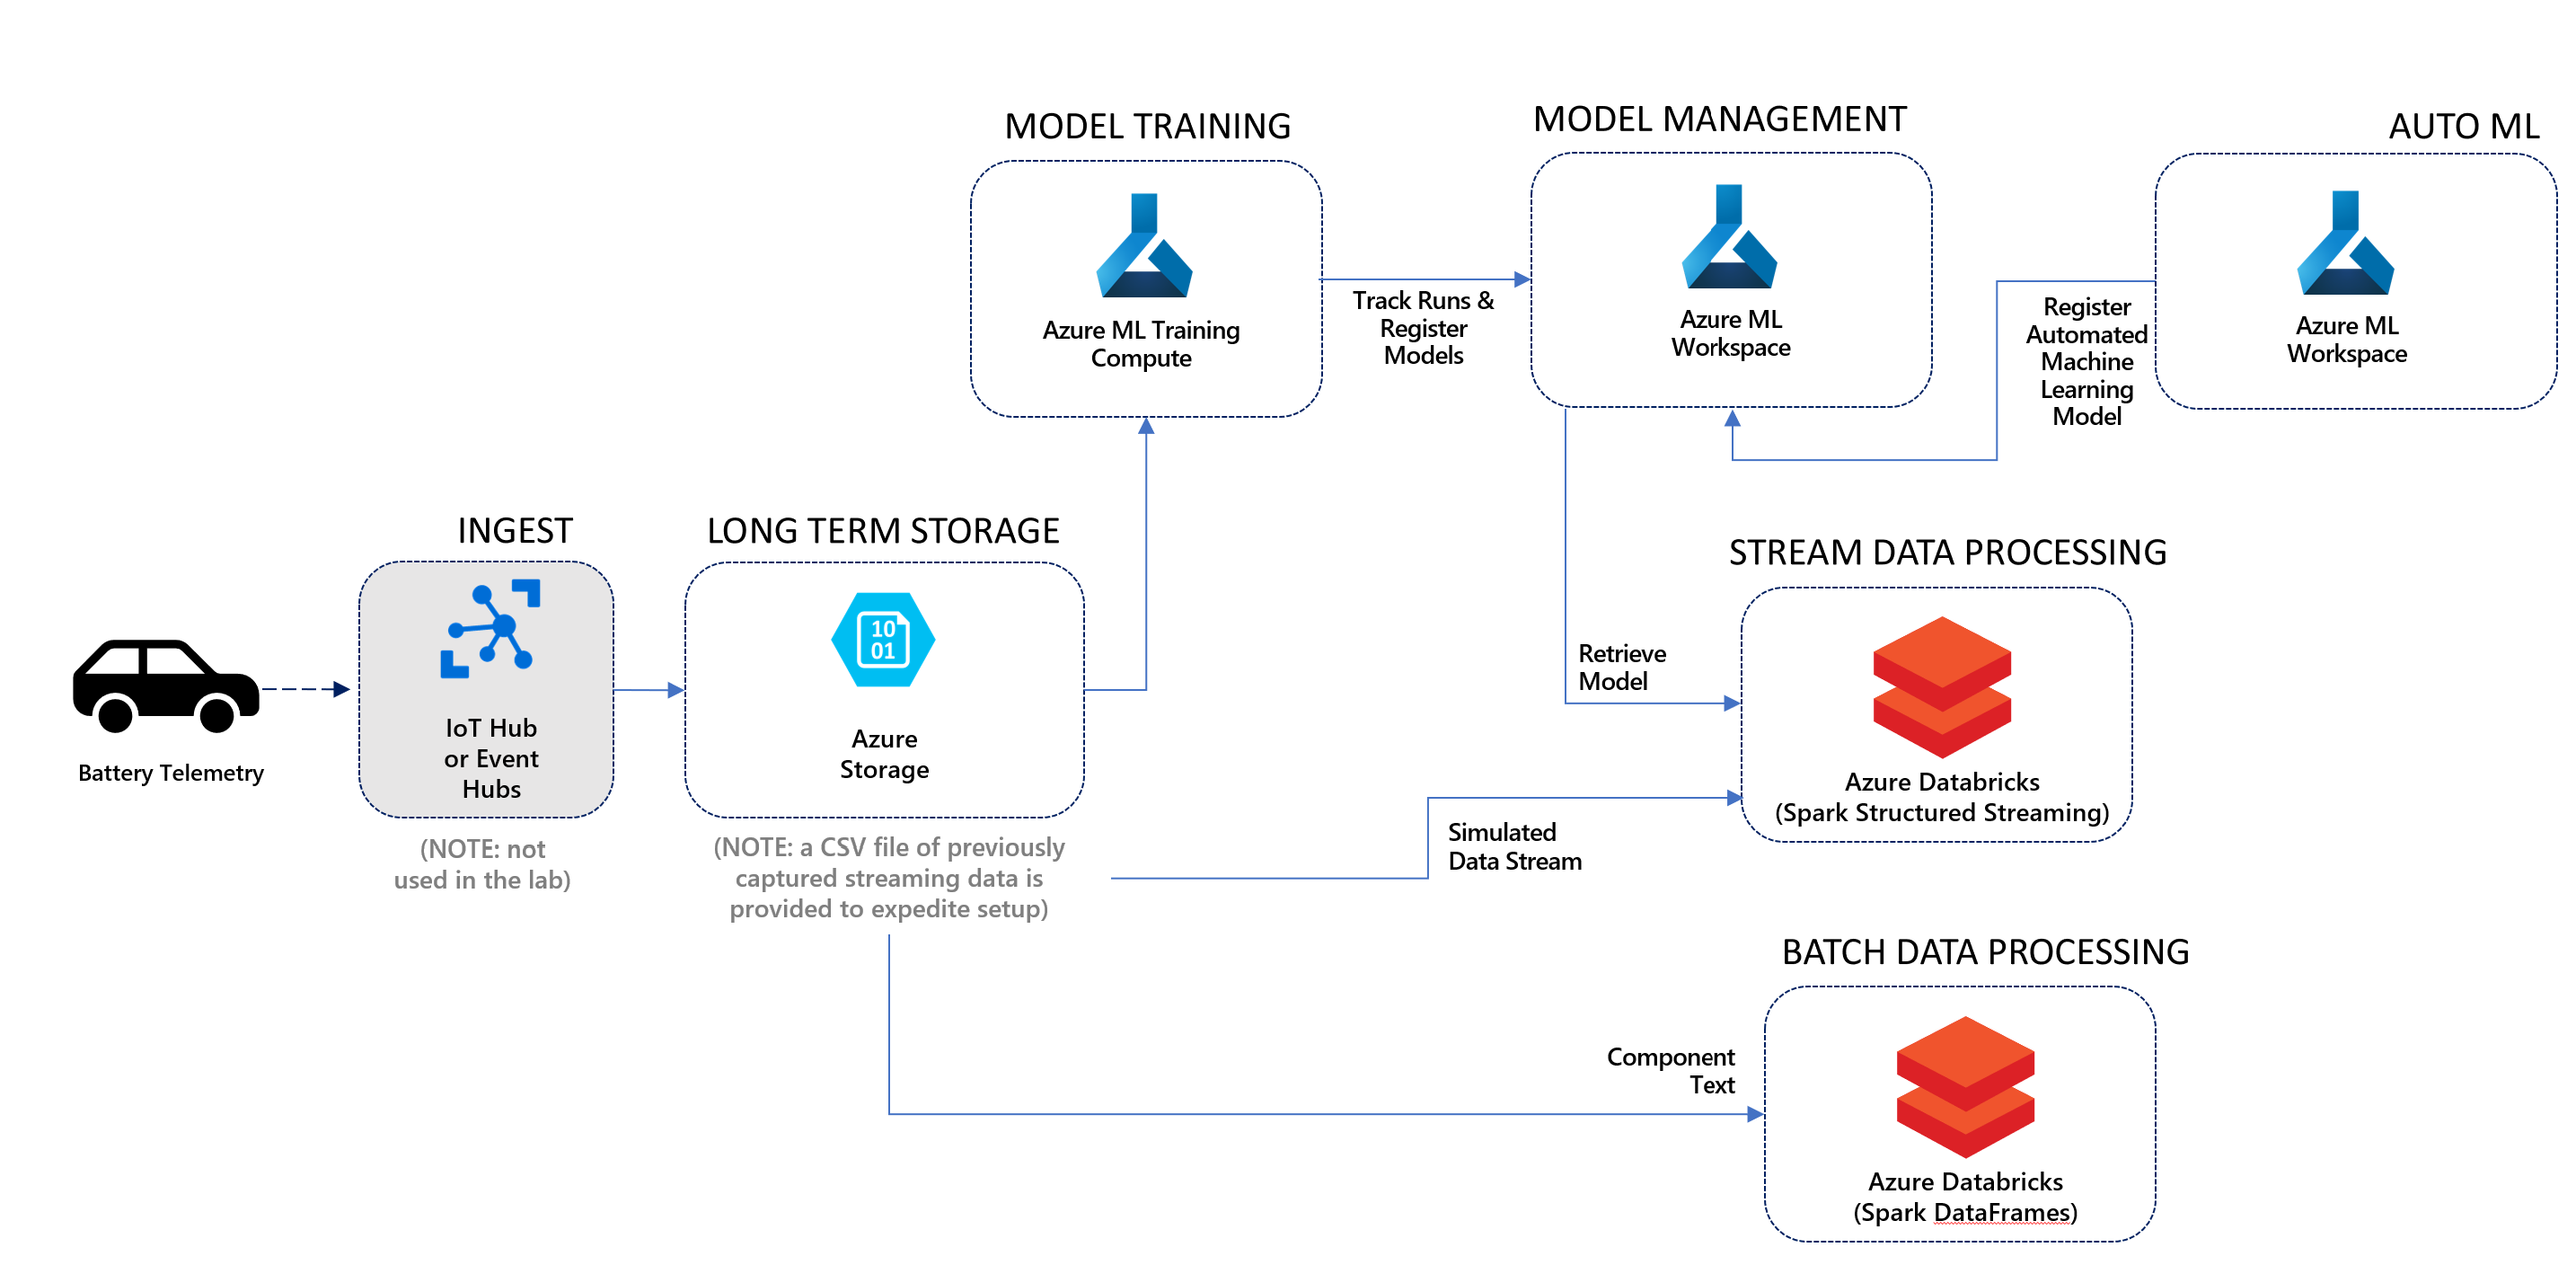 MODEL TRAINING
Azure ML Training
Compute
Track Runs &
Register
Models
MODEL MANAGEMENT
Azure ML
Workspace
Register
Automated
Machine
Learning
Model
AUTO ML
Azure ML
Workspace
Battery Telemetry
INGEST
IoT Hub
or Event
Hubs
(NOTE: not
used in the lab)
LONG TERM STORAGE
10
01
Azure
Storage
(NOTE: a CSV file of previously
captured streaming data is
provided to expedite setup)
Retrieve
Model
Simulated
Data Stream
STREAM DATA PROCESSING
Azure Databricks
(Spark Structured Streaming)
Component
Text
BATCH DATA PROCESSING
Azure Databricks
(Spark DataFrames)